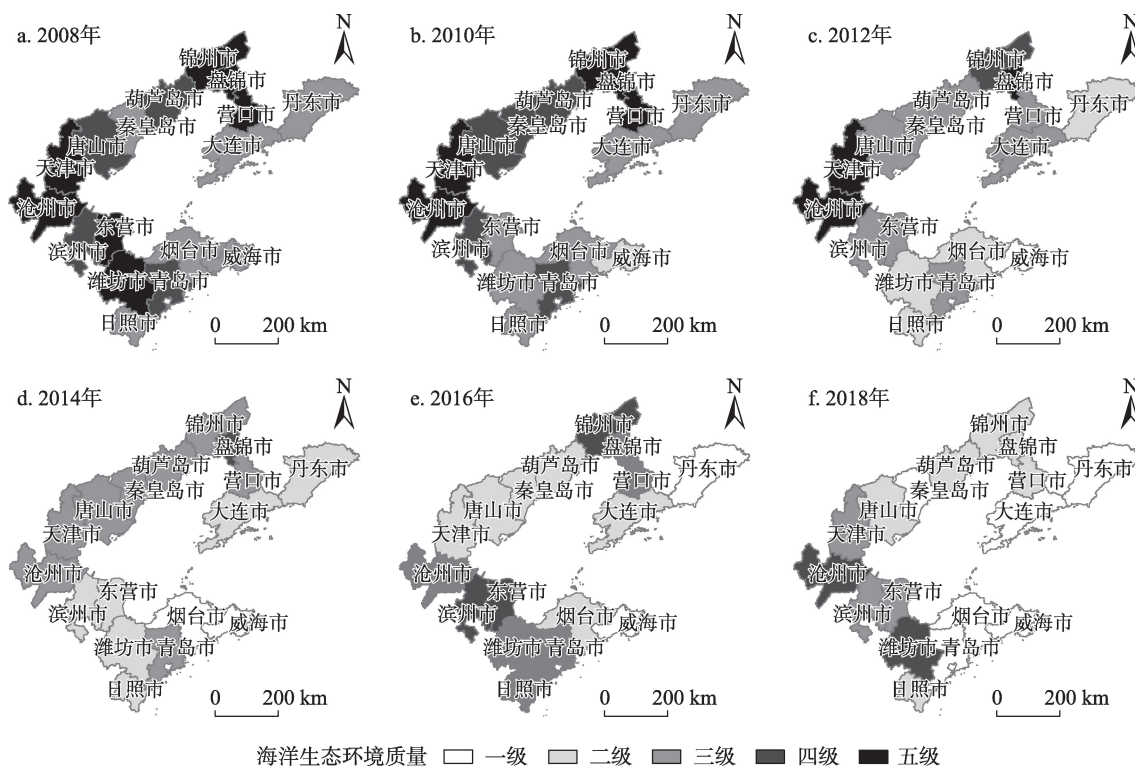 a. 2008年
N
锦州市
盘锦市
葫芦岛市
营口市
丹东市
秦皇岛市
唐山市
大连市
天津市
沧州市
东营市
滨州市
烟台市
威海市
潍坊市
青岛市
日照市
0 200 km
b. 2010年
N
锦州市
盘锦市
葫芦岛市
营口市
丹东市
秦皇岛市
唐山市
大连市
天津市
沧州市
东营市
滨州市
烟台市
威海市
潍坊市
青岛市
日照市
0 200 km
c. 2012年
N
锦州市
盘锦市
葫芦岛市
营口市
丹东市
秦皇岛市
唐山市
大连市
天津市
沧州市
东营市
滨州市
烟台市
威海市
潍坊市
青岛市
日照市
0 200 km
d. 2014年
N
锦州市
盘锦市
葫芦岛市
营口市
丹东市
秦皇岛市
唐山市
大连市
天津市
沧州市
东营市
滨州市
烟台市
威海市
潍坊市
青岛市
日照市
0 200 km
e. 2016年
N
锦州市
盘锦市
葫芦岛市
营口市
丹东市
秦皇岛市
唐山市
大连市
天津市
沧州市
东营市
滨州市
烟台市
威海市
潍坊市
青岛市
日照市
0 200 km
f. 2018年
N
锦州市
盘锦市
葫芦岛市
营口市
丹东市
秦皇岛市
唐山市
大连市
天津市
沧州市
东营市
滨州市
烟台市
威海市
潍坊市
青岛市
日照市
0 200 km
海洋生态环境质量 一级 二级 三级 四级 五级